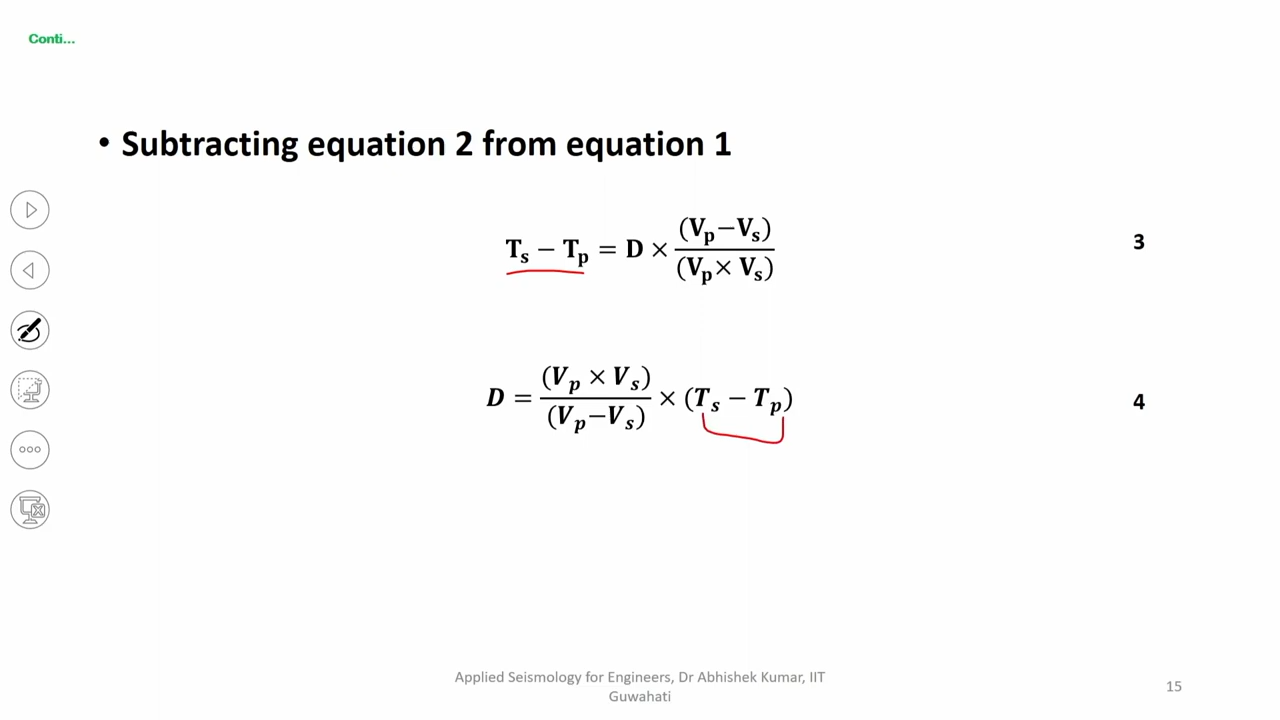 Conti...
• Subtracting equation 2 from equation 1
Tₛ − Tₚ = D × (Vₚ−Vₛ) / (Vₚ× Vₛ) 3
D = (Vₚ × Vₛ) / (Vₚ−Vₛ) × (Tₛ − Tₚ) 4
Applied Seismology for Engineers, Dr Abhishek Kumar, IIT
Guwahati
15